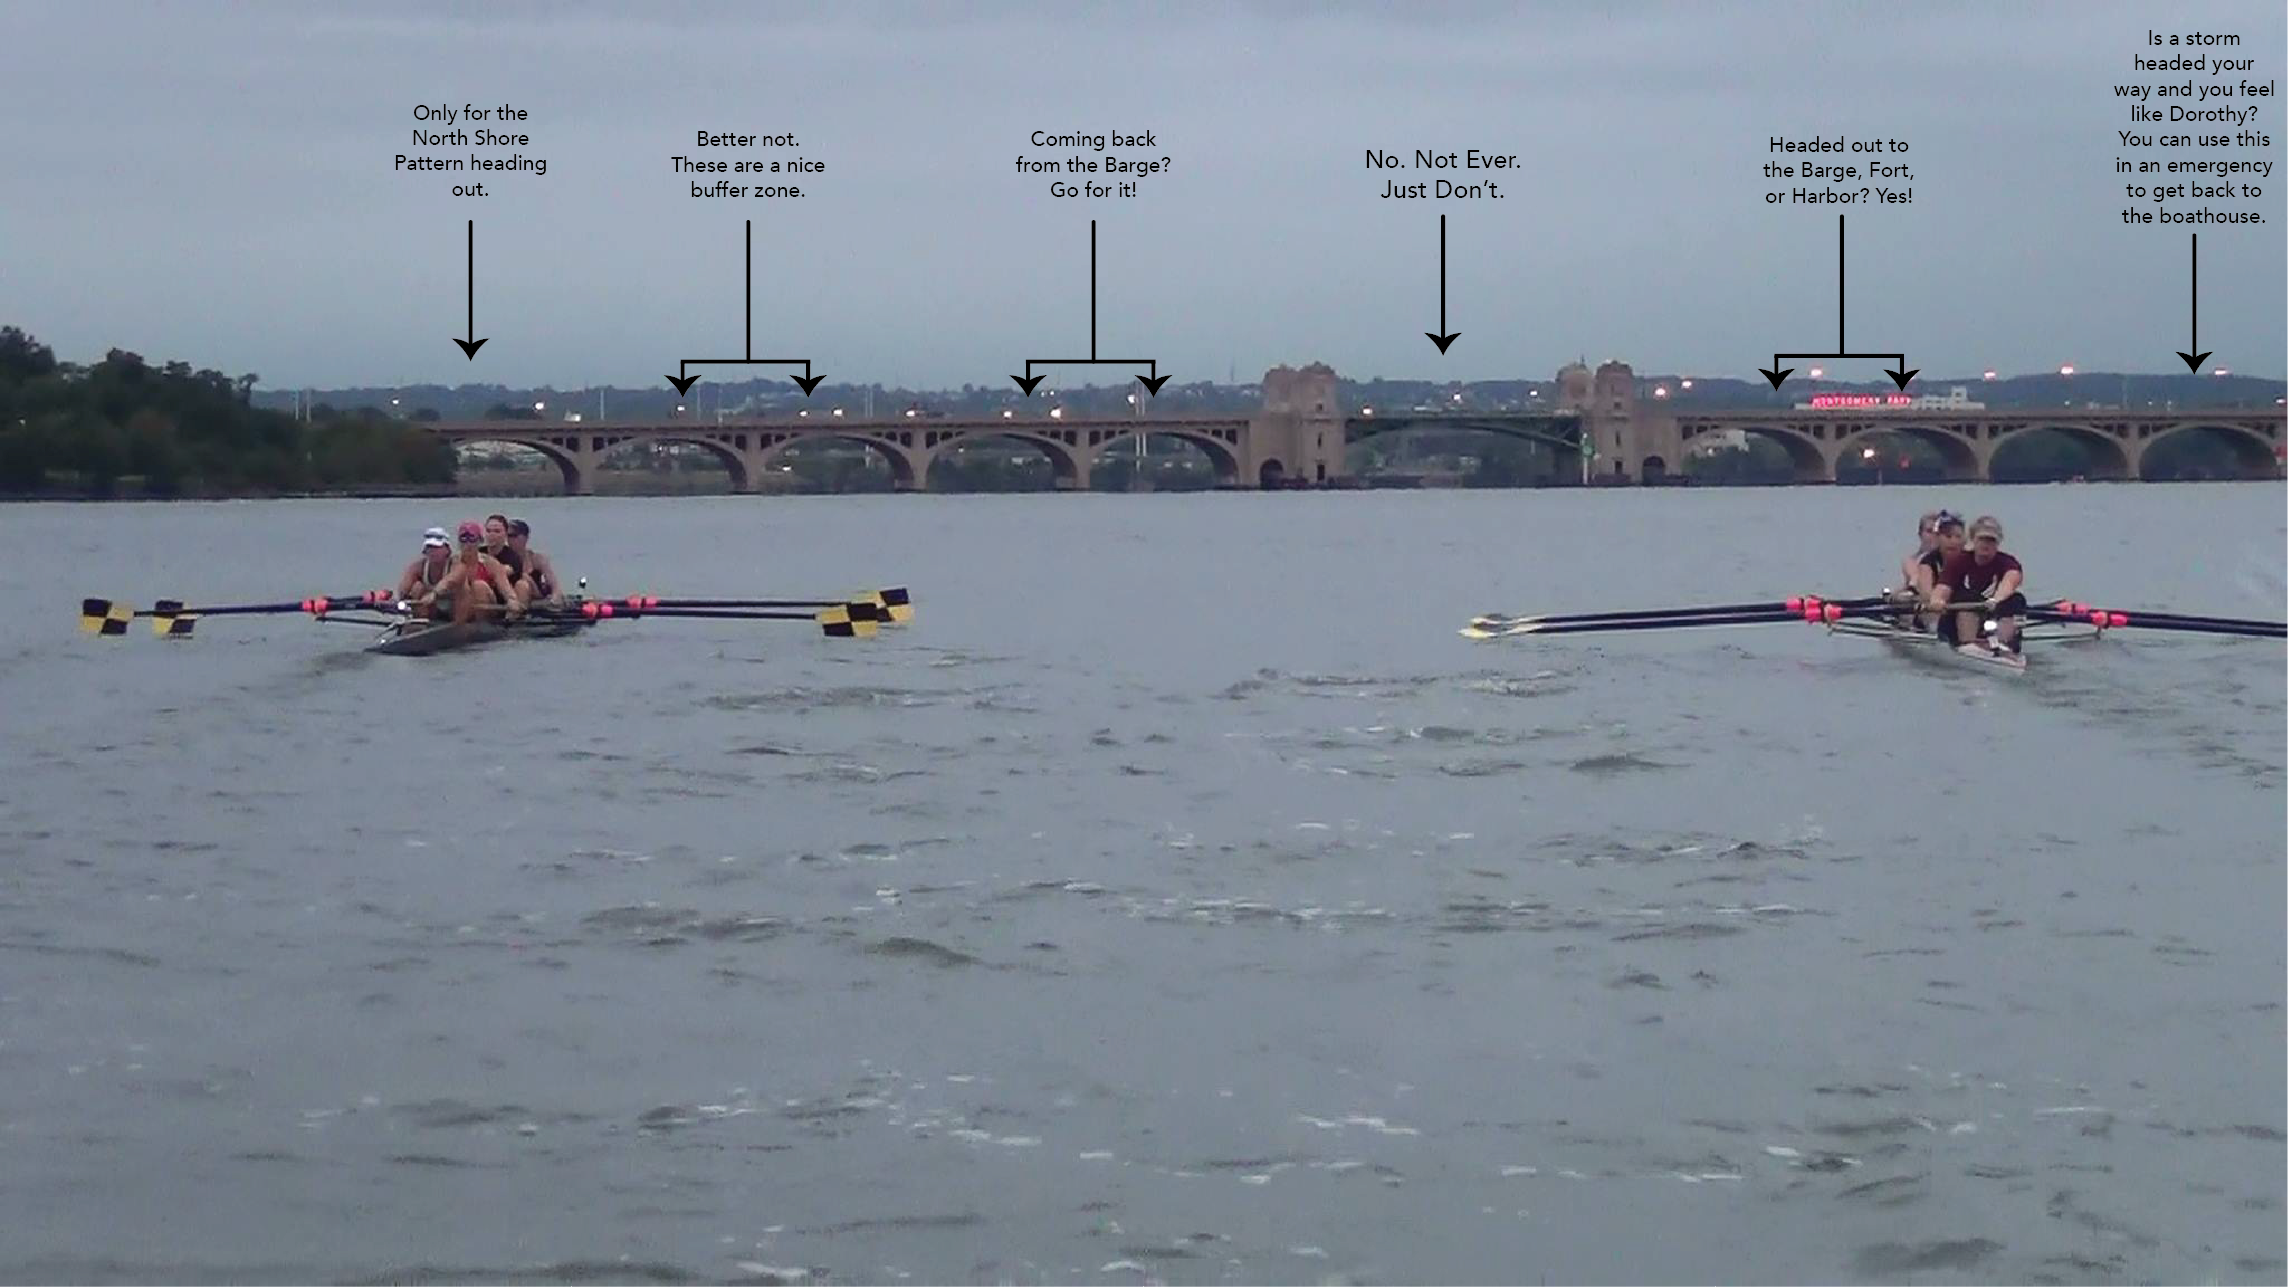 Only for the
North Shore
Pattern heading
out.
Better not.
These are a nice
buffer zone.
Coming back
from the Barge?
Go for it!
No. Not Ever.
Just Don't.
Headed out to
the Barge, Fort,
or Harbor? Yes!
Is a storm
headed your
way and you feel
like Dorothy?
You can use this
in an emergency
to get back to
the boathouse.
MONTGOMERY PARK